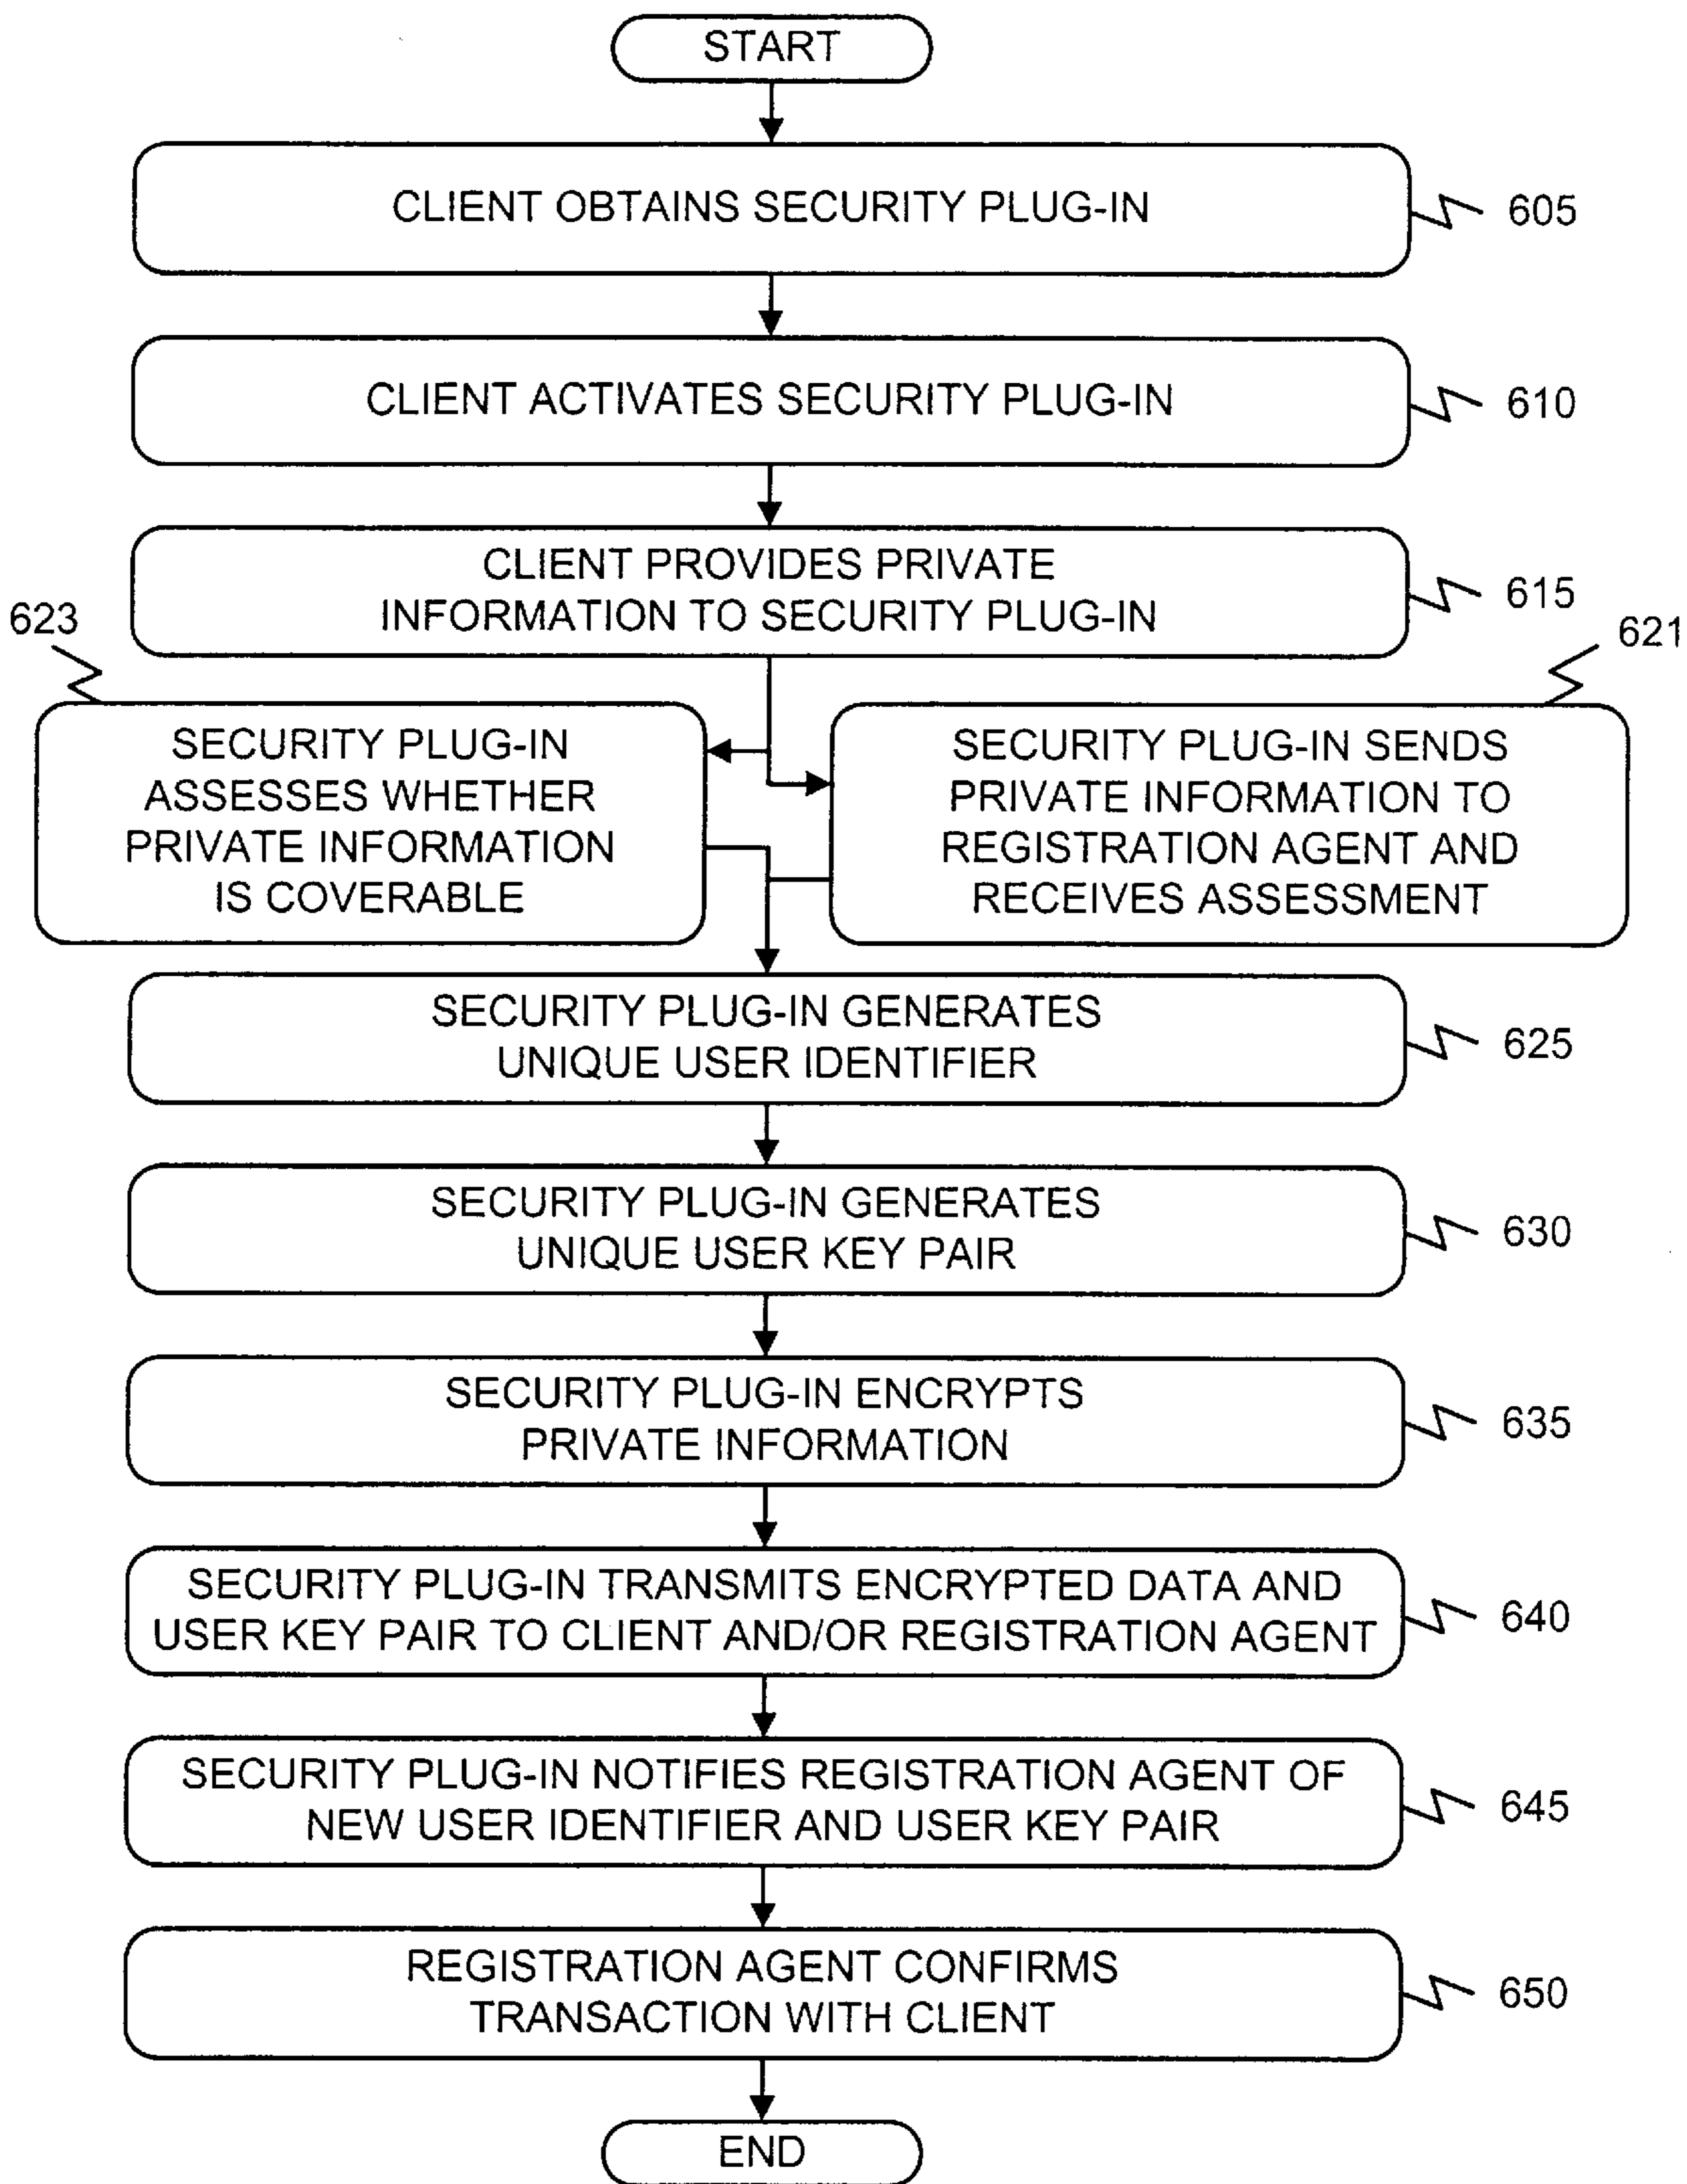 START
CLIENT OBTAINS SECURITY PLUG-IN
605
CLIENT ACTIVATES SECURITY PLUG-IN
610
CLIENT PROVIDES PRIVATE
INFORMATION TO SECURITY PLUG-IN
615
623
621
SECURITY PLUG-IN
ASSESSES WHETHER
PRIVATE INFORMATION
IS COVERABLE
SECURITY PLUG-IN SENDS
PRIVATE INFORMATION TO
REGISTRATION AGENT AND
RECEIVES ASSESSMENT
SECURITY PLUG-IN GENERATES
UNIQUE USER IDENTIFIER
625
SECURITY PLUG-IN GENERATES
UNIQUE USER KEY PAIR
630
SECURITY PLUG-IN ENCRYPTS
PRIVATE INFORMATION
635
SECURITY PLUG-IN TRANSMITS ENCRYPTED DATA AND
USER KEY PAIR TO CLIENT AND/OR REGISTRATION AGENT
640
SECURITY PLUG-IN NOTIFIES REGISTRATION AGENT OF
NEW USER IDENTIFIER AND USER KEY PAIR
645
REGISTRATION AGENT CONFIRMS
TRANSACTION WITH CLIENT
650
END